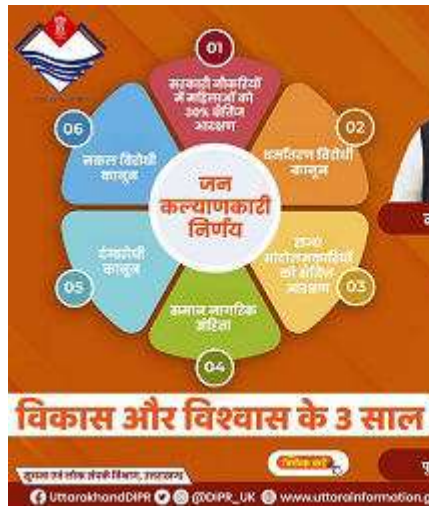 01
सरकारी नौकरियों
में महिलाओं को
30% क्षैतिज
आरक्षण
02
धर्मांतरण विरोधी
कानून
राज्य
आंदोलनकारियों
को क्षैतिज
आरक्षण
03
समान नागरिक
संहिता
04
दंगारोधी
कानून
05
06
नकल विरोधी
कानून
जन
कल्याणकारी
निर्णय
विकास और विश्वास के 3 साल
सूचना एवं लोक संपर्क विभाग, उत्तराखण्ड
UttarakhandDIPR @DIPR_UK www.uttarainformation.g